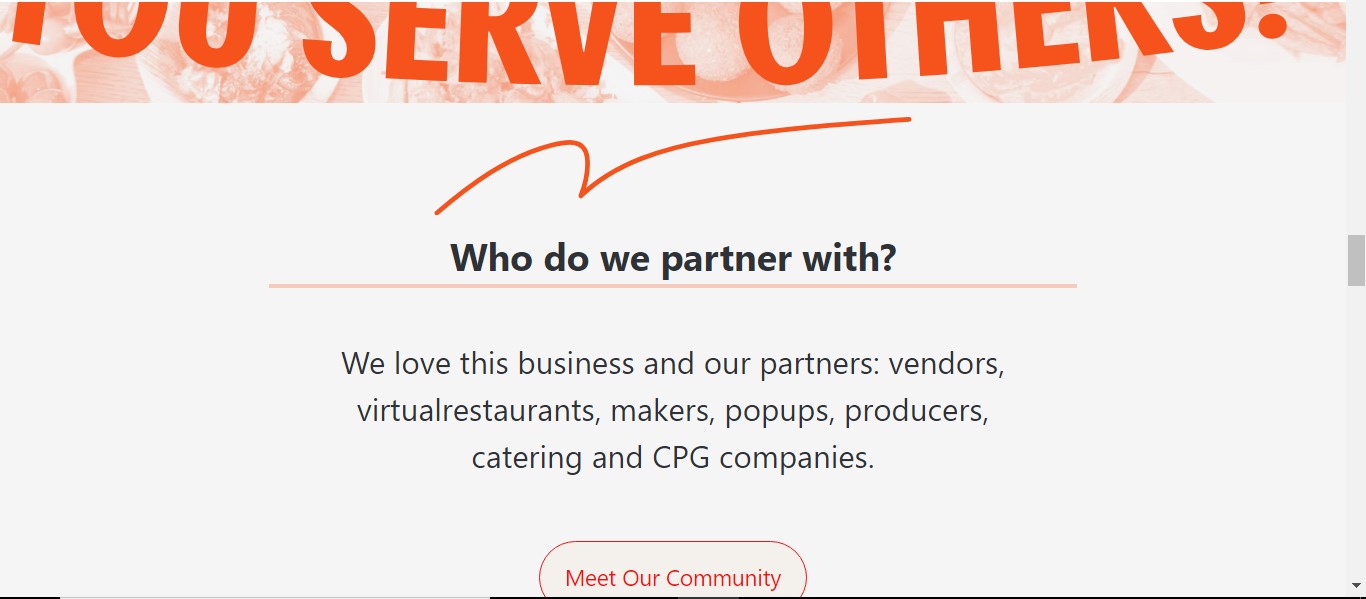 YOU SERVE OTHERS!
Who do we partner with?
We love this business and our partners: vendors,
virtualrestaurants, makers, popups, producers,
catering and CPG companies.
Meet Our Community